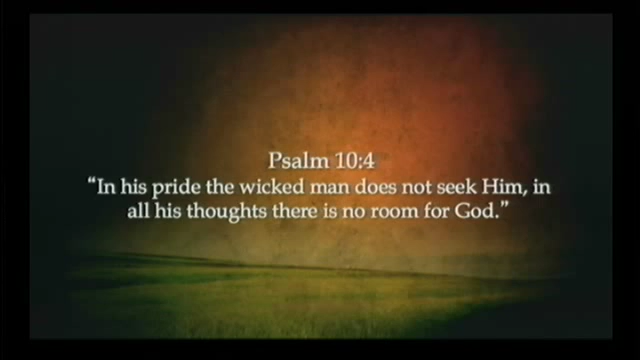 Psalm 10:4
“In his pride the wicked man does not seek Him, in
all his thoughts there is no room for God.”